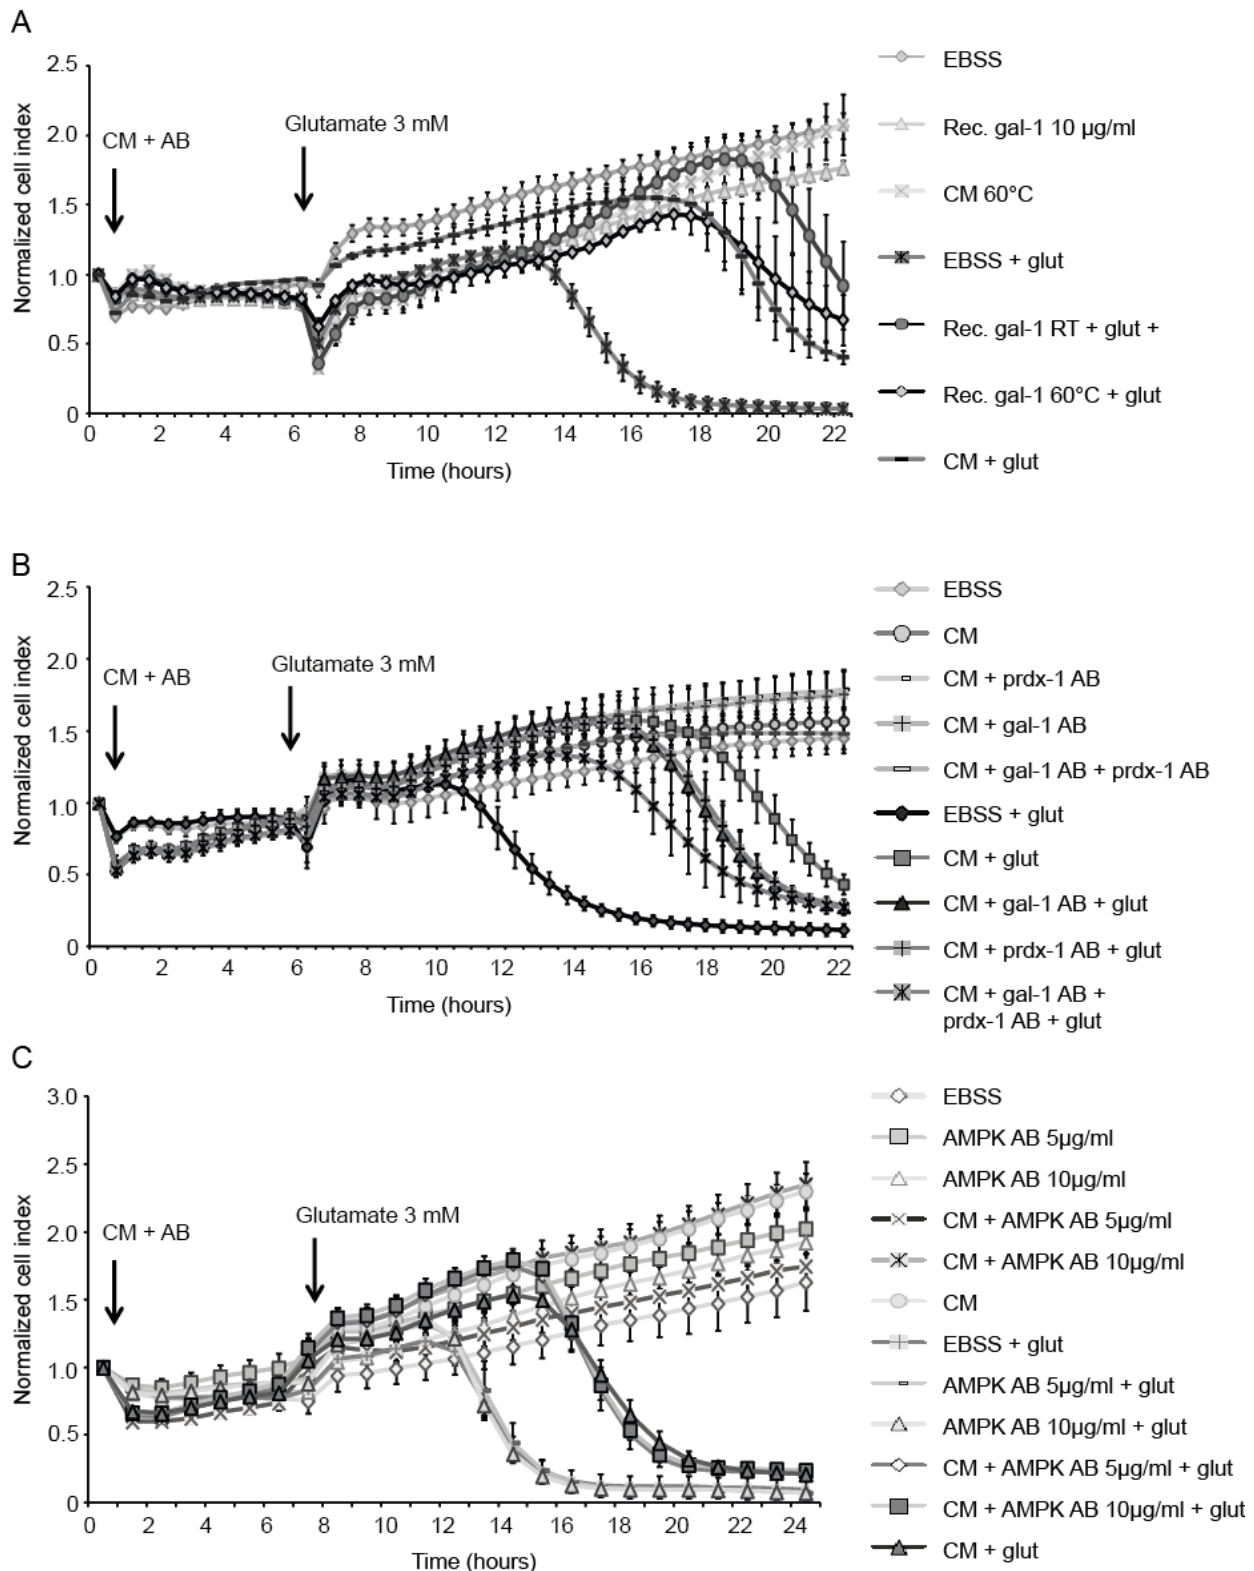 A
Normalized cell index
2.5
2.0
1.5
1.0
0.5
0
CM + AB
Glutamate 3 mM
0 2 4 6 8 10 12 14 16 18 20 22
Time (hours)
EBSS
Rec. gal-1 10 µg/ml
CM 60°C
EBSS + glut
Rec. gal-1 RT + glut +
Rec. gal-1 60°C + glut
CM + glut
B
Normalized cell index
2.5
2.0
1.5
1.0
0.5
0
CM + AB
Glutamate 3 mM
0 2 4 6 8 10 12 14 16 18 20 22
Time (hours)
EBSS
CM
CM + prdx-1 AB
CM + gal-1 AB
CM + gal-1 AB + prdx-1 AB
EBSS + glut
CM + glut
CM + gal-1 AB + glut
CM + prdx-1 AB + glut
CM + gal-1 AB +
prdx-1 AB + glut
C
Normalized cell index
3.0
2.5
2.0
1.5
1.0
0.5
0
CM + AB
Glutamate 3 mM
0 2 4 6 8 10 12 14 16 18 20 22 24
Time (hours)
EBSS
AMPK AB 5µg/ml
AMPK AB 10µg/ml
CM + AMPK AB 5µg/ml
CM + AMPK AB 10µg/ml
CM
EBSS + glut
AMPK AB 5µg/ml + glut
AMPK AB 10µg/ml + glut
CM + AMPK AB 5µg/ml + glut
CM + AMPK AB 10µg/ml + glut
CM + glut